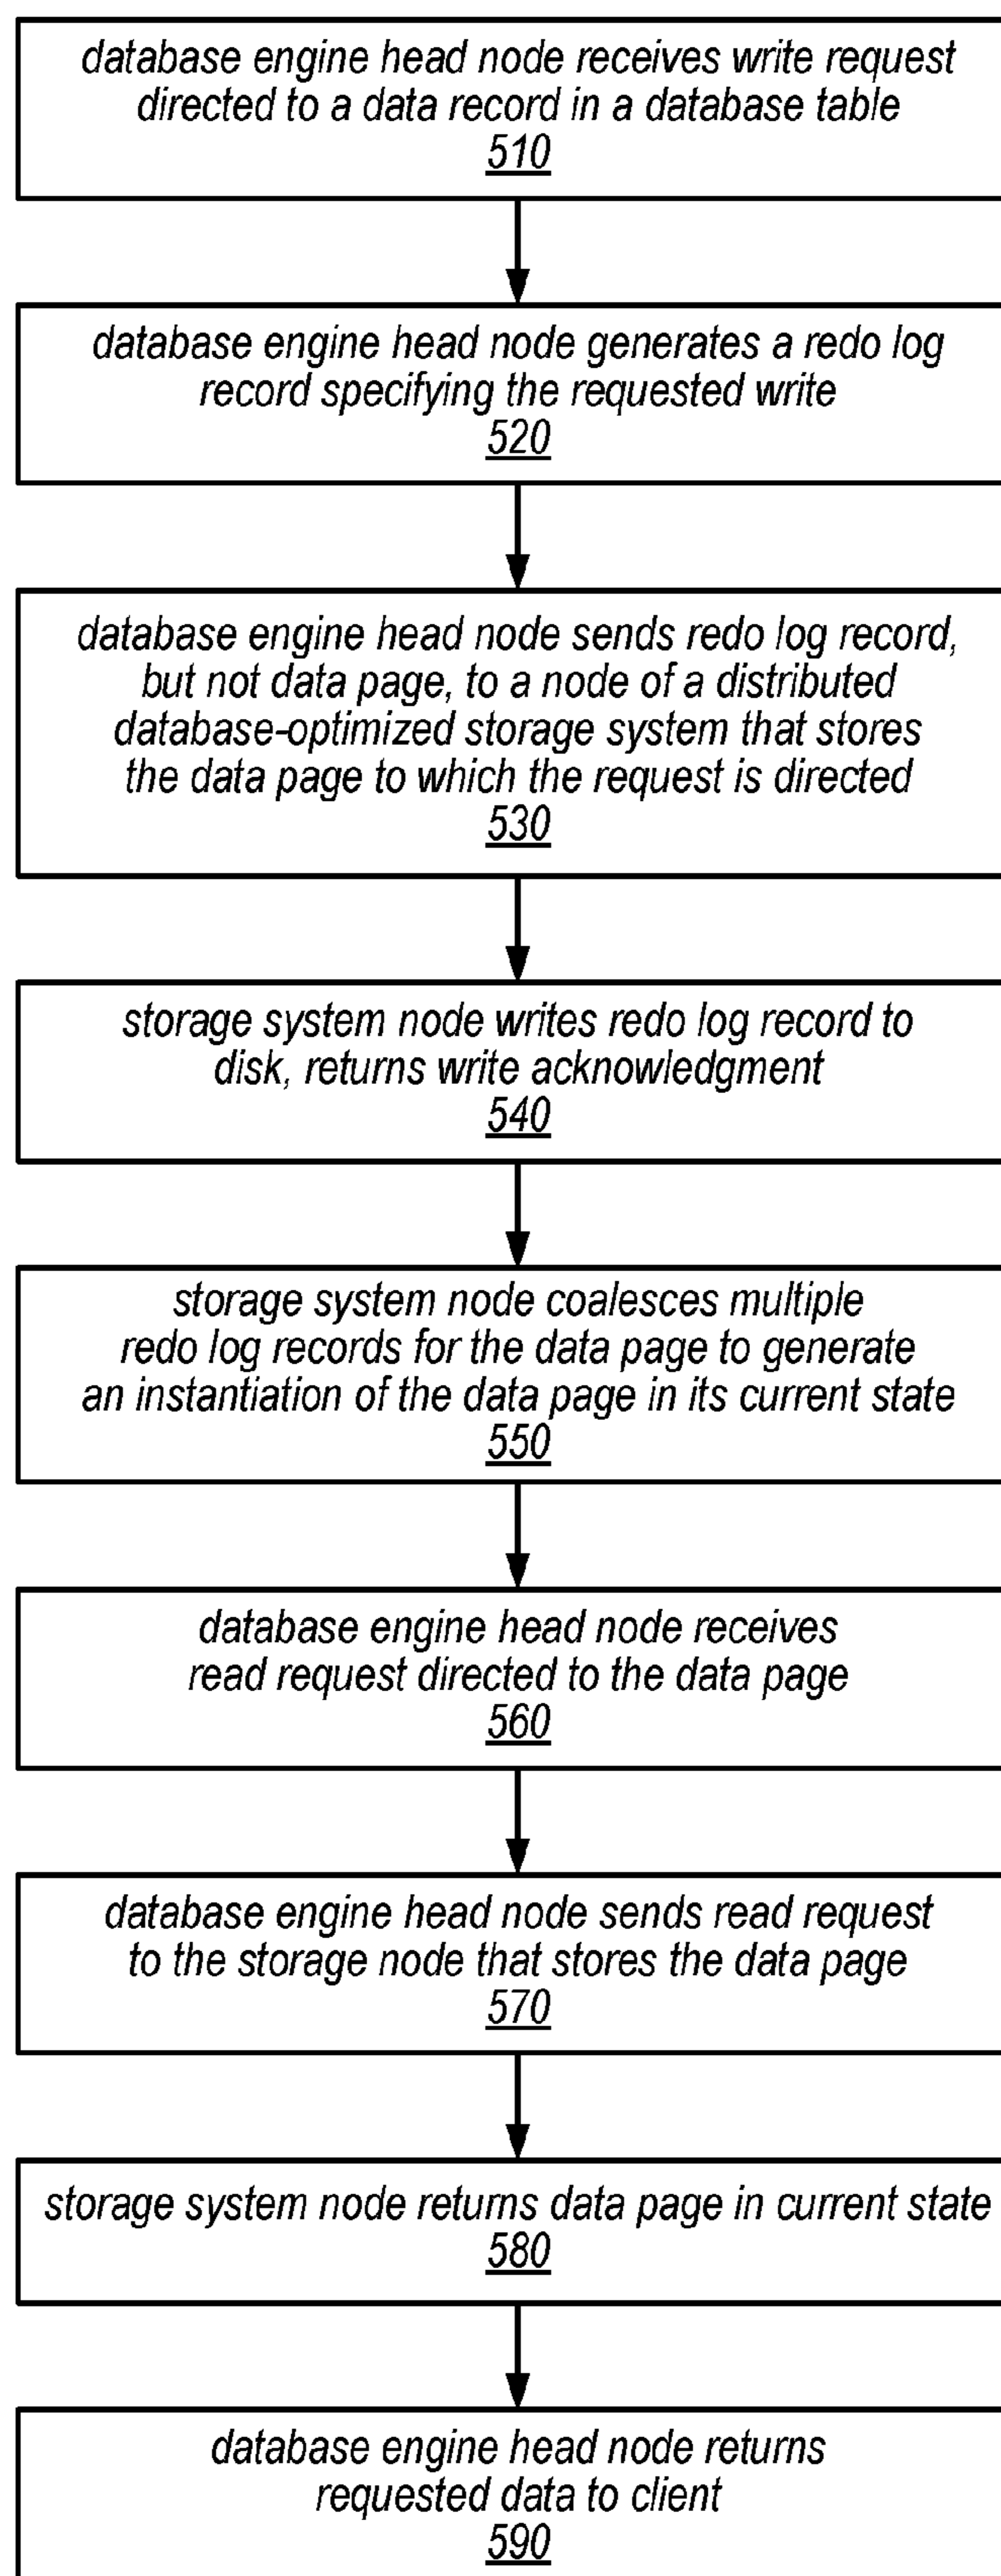 database engine head node receives write request
directed to a data record in a database table
510
database engine head node generates a redo log
record specifying the requested write
520
database engine head node sends redo log record,
but not data page, to a node of a distributed
database-optimized storage system that stores
the data page to which the request is directed
530
storage system node writes redo log record to
disk, returns write acknowledgment
540
storage system node coalesces multiple
redo log records for the data page to generate
an instantiation of the data page in its current state
550
database engine head node receives
read request directed to the data page
560
database engine head node sends read request
to the storage node that stores the data page
570
storage system node returns data page in current state
580
database engine head node returns
requested data to client
590